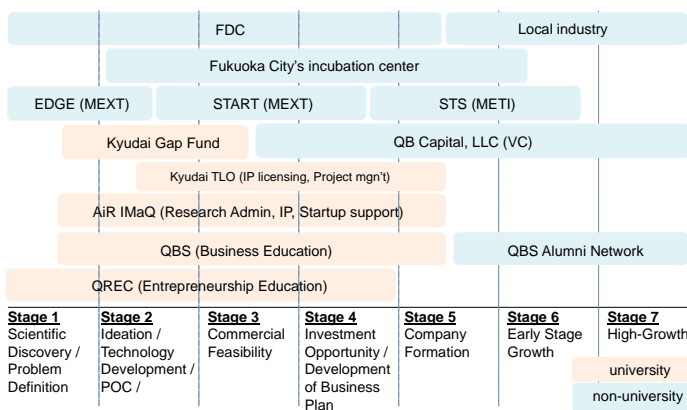 FDC
Local industry
Fukuoka City's incubation center
EDGE (MEXT)
START (MEXT)
STS (METI)
Kyudai Gap Fund
QB Capital, LLC (VC)
Kyudai TLO (IP licensing, Project mgn't)
AiR IMaQ (Research Admin, IP, Startup support)
QBS (Business Education)
QBS Alumni Network
QREC (Entrepreneurship Education)
Stage 1
Scientific
Discovery /
Problem
Definition
Stage 2
Ideation /
Technology
Development /
POC /
Stage 3
Commercial
Feasibility
Stage 4
Investment
Opportunity /
Development
of Business
Plan
Stage 5
Company
Formation
Stage 6
Early Stage
Growth
Stage 7
High-Growth
university
non-university